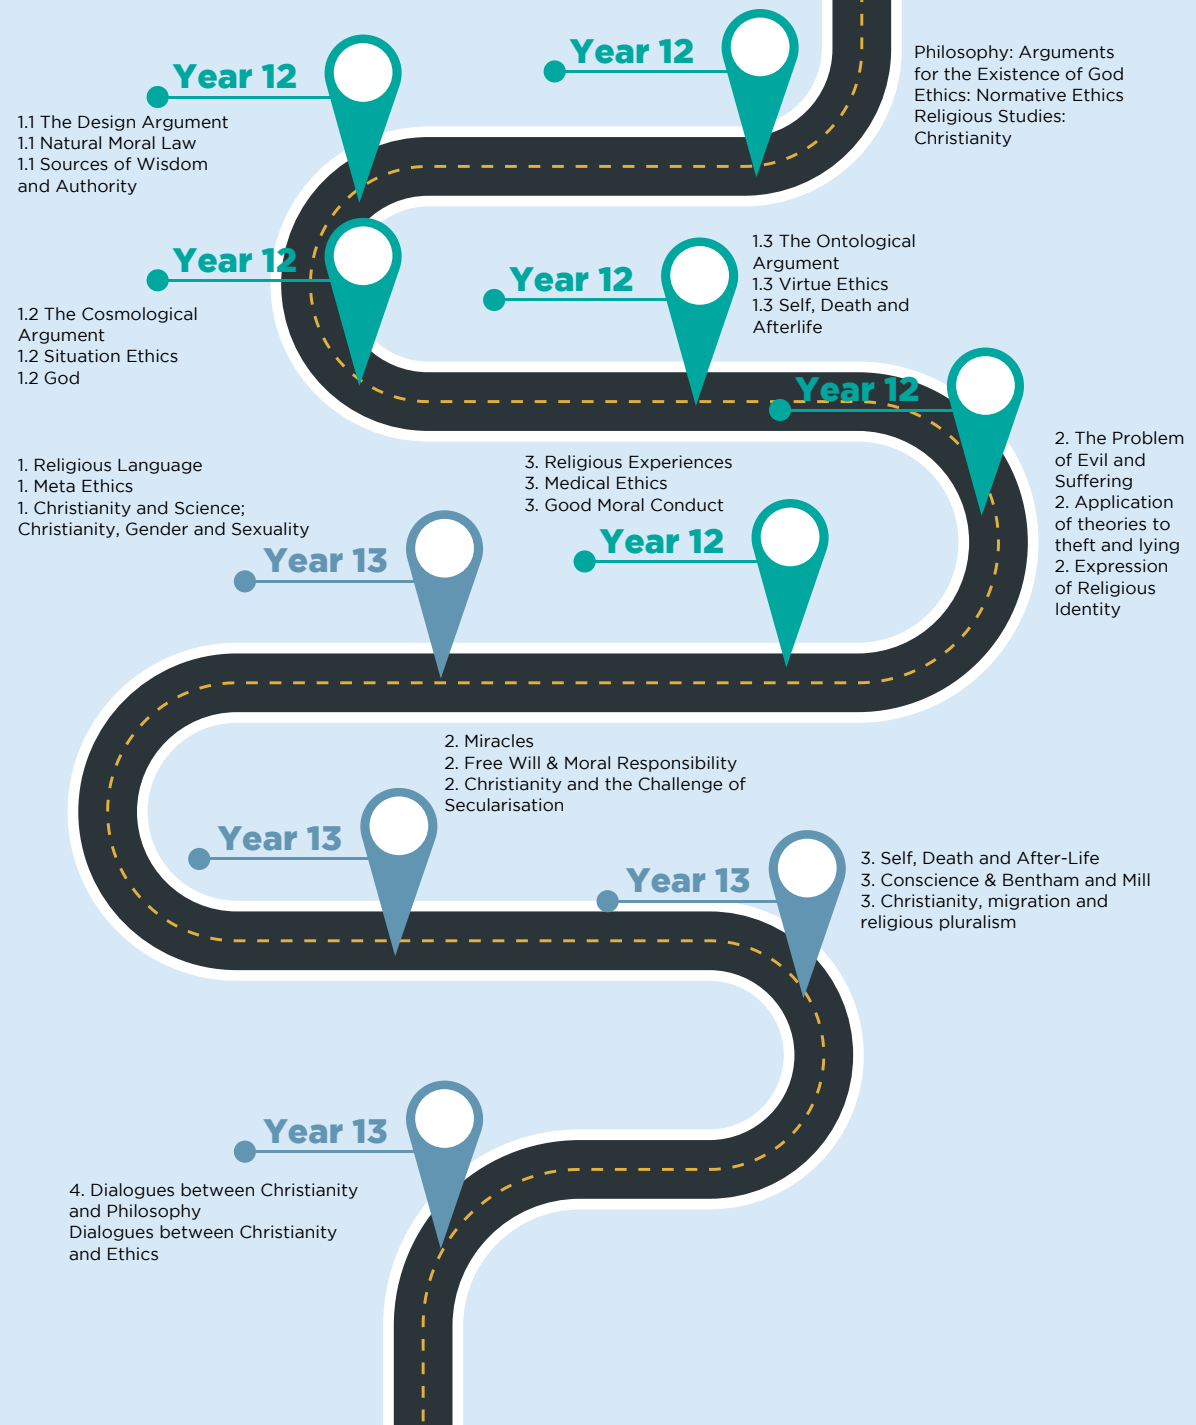 Year 12
Philosophy: Arguments
for the Existence of God
Ethics: Normative Ethics
Religious Studies:
Christianity
Year 12
1.1 The Design Argument
1.1 Natural Moral Law
1.1 Sources of Wisdom
and Authority
Year 12
1.2 The Cosmological
Argument
1.2 Situation Ethics
1.2 God
Year 12
1.3 The Ontological
Argument
1.3 Virtue Ethics
1.3 Self, Death and
Afterlife
Year 12
2. The Problem
of Evil and
Suffering
2. Application
of theories to
theft and lying
2. Expression
of Religious
Identity
3. Religious Experiences
3. Medical Ethics
3. Good Moral Conduct
Year 12
1. Religious Language
1. Meta Ethics
1. Christianity and Science;
Christianity, Gender and Sexuality
Year 13
2. Miracles
2. Free Will & Moral Responsibility
2. Christianity and the Challenge of
Secularisation
Year 13
Year 13
3. Self, Death and After-Life
3. Conscience & Bentham and Mill
3. Christianity, migration and
religious pluralism
Year 13
4. Dialogues between Christianity
and Philosophy
Dialogues between Christianity
and Ethics